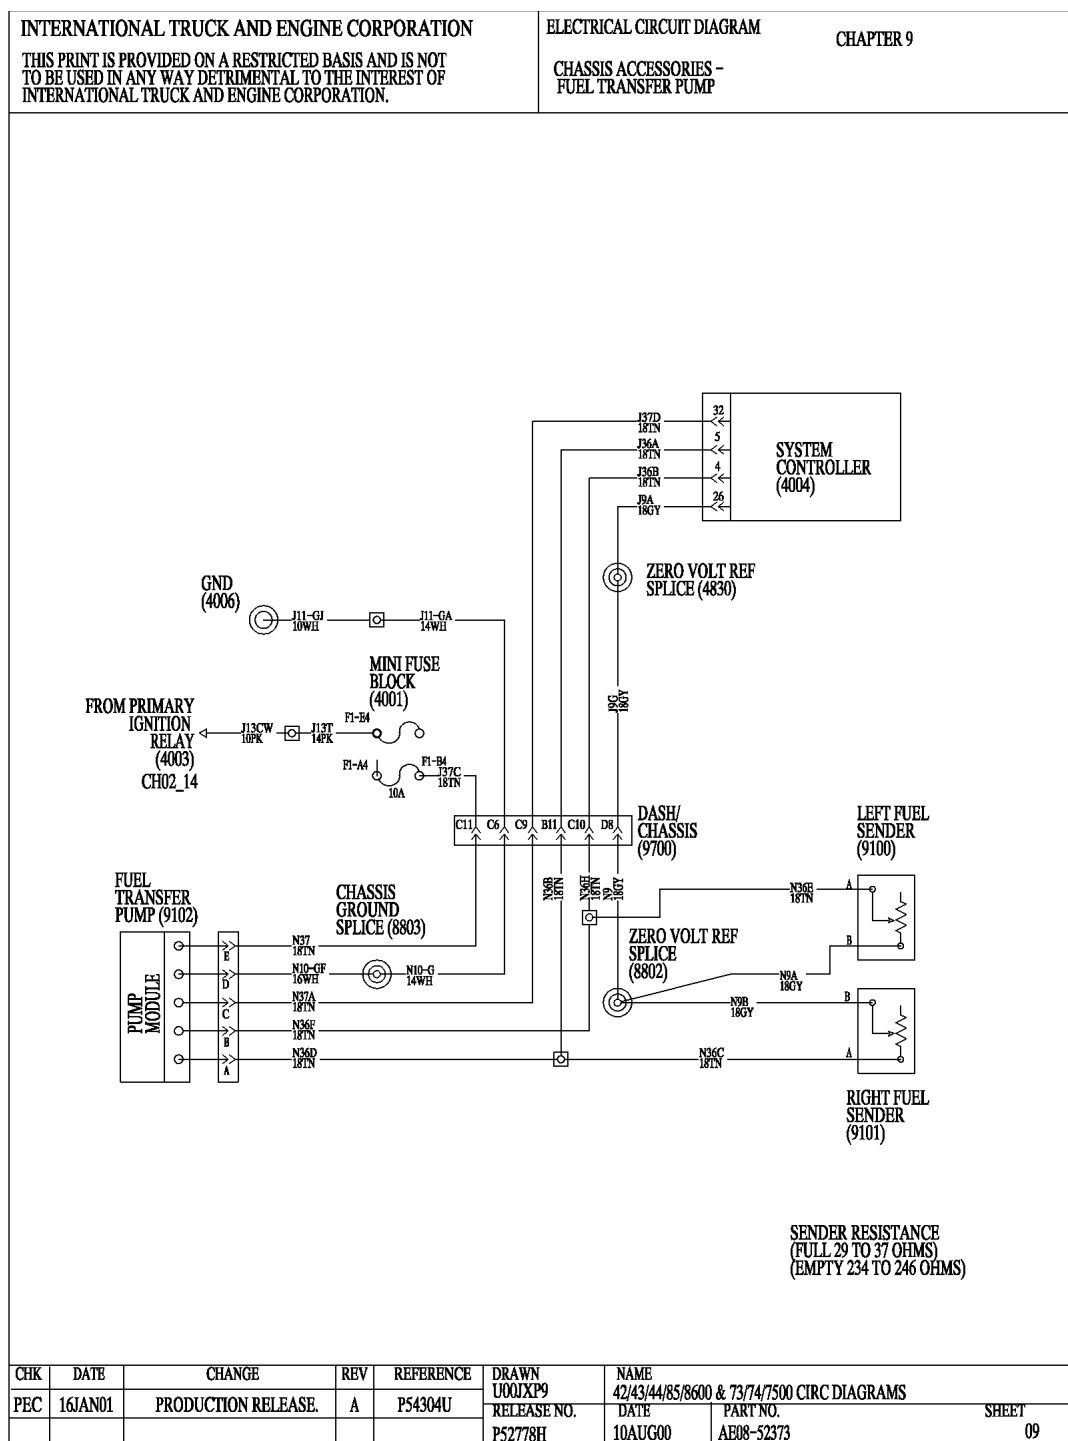 INTERNATIONAL TRUCK AND ENGINE CORPORATION
THIS PRINT IS PROVIDED ON A RESTRICTED BASIS AND IS NOT
TO BE USED IN ANY WAY DETRIMENTAL TO THE INTEREST OF
INTERNATIONAL TRUCK AND ENGINE CORPORATION.
ELECTRICAL CIRCUIT DIAGRAM
CHAPTER 9
CHASSIS ACCESSORIES –
FUEL TRANSFER PUMP
J37D
18TN
32
J36A
18TN
5
J36B
18TN
4
J9A
18GY
26
SYSTEM
CONTROLLER
(4004)
ZERO VOLT REF
SPLICE (4830)
GND
(4006)
J11-GJ
10WH
J11-GA
14WH
MINI FUSE
BLOCK
(4001)
J9G
18GY
FROM PRIMARY
IGNITION
RELAY
(4003)
CH02_14
J13CW
10PK
J13T
14PK
F1-E4
F1-A4
F1-B4
10A
J37C
18TN
C11
C6
C9
B11
C10
D8
DASH/
CHASSIS
(9700)
LEFT FUEL
SENDER
(9100)
FUEL
TRANSFER
PUMP (9102)
CHASSIS
GROUND
SPLICE (8803)
N36B
18TN
N36H
18TN
N9
18GY
N36E
18TN
A
B
ZERO VOLT REF
SPLICE
(8802)
PUMP
MODULE
E
N37
18TN
D
N10-GF
16WH
N10-G
14WH
C
N37A
18TN
B
N36F
18TN
A
N36D
18TN
N9A
18GY
N9B
18GY
B
N36C
18TN
A
RIGHT FUEL
SENDER
(9101)
SENDER RESISTANCE
(FULL 29 TO 37 OHMS)
(EMPTY 234 TO 246 OHMS)
CHK DATE CHANGE REV REFERENCE
PEC 16JAN01 PRODUCTION RELEASE. A P54304U
DRAWN
U00JXP9
NAME
42/43/44/85/8600 & 73/74/7500 CIRC DIAGRAMS
RELEASE NO.
P52778H
DATE
10AUG00
PART NO.
AE08-52373
SHEET
09